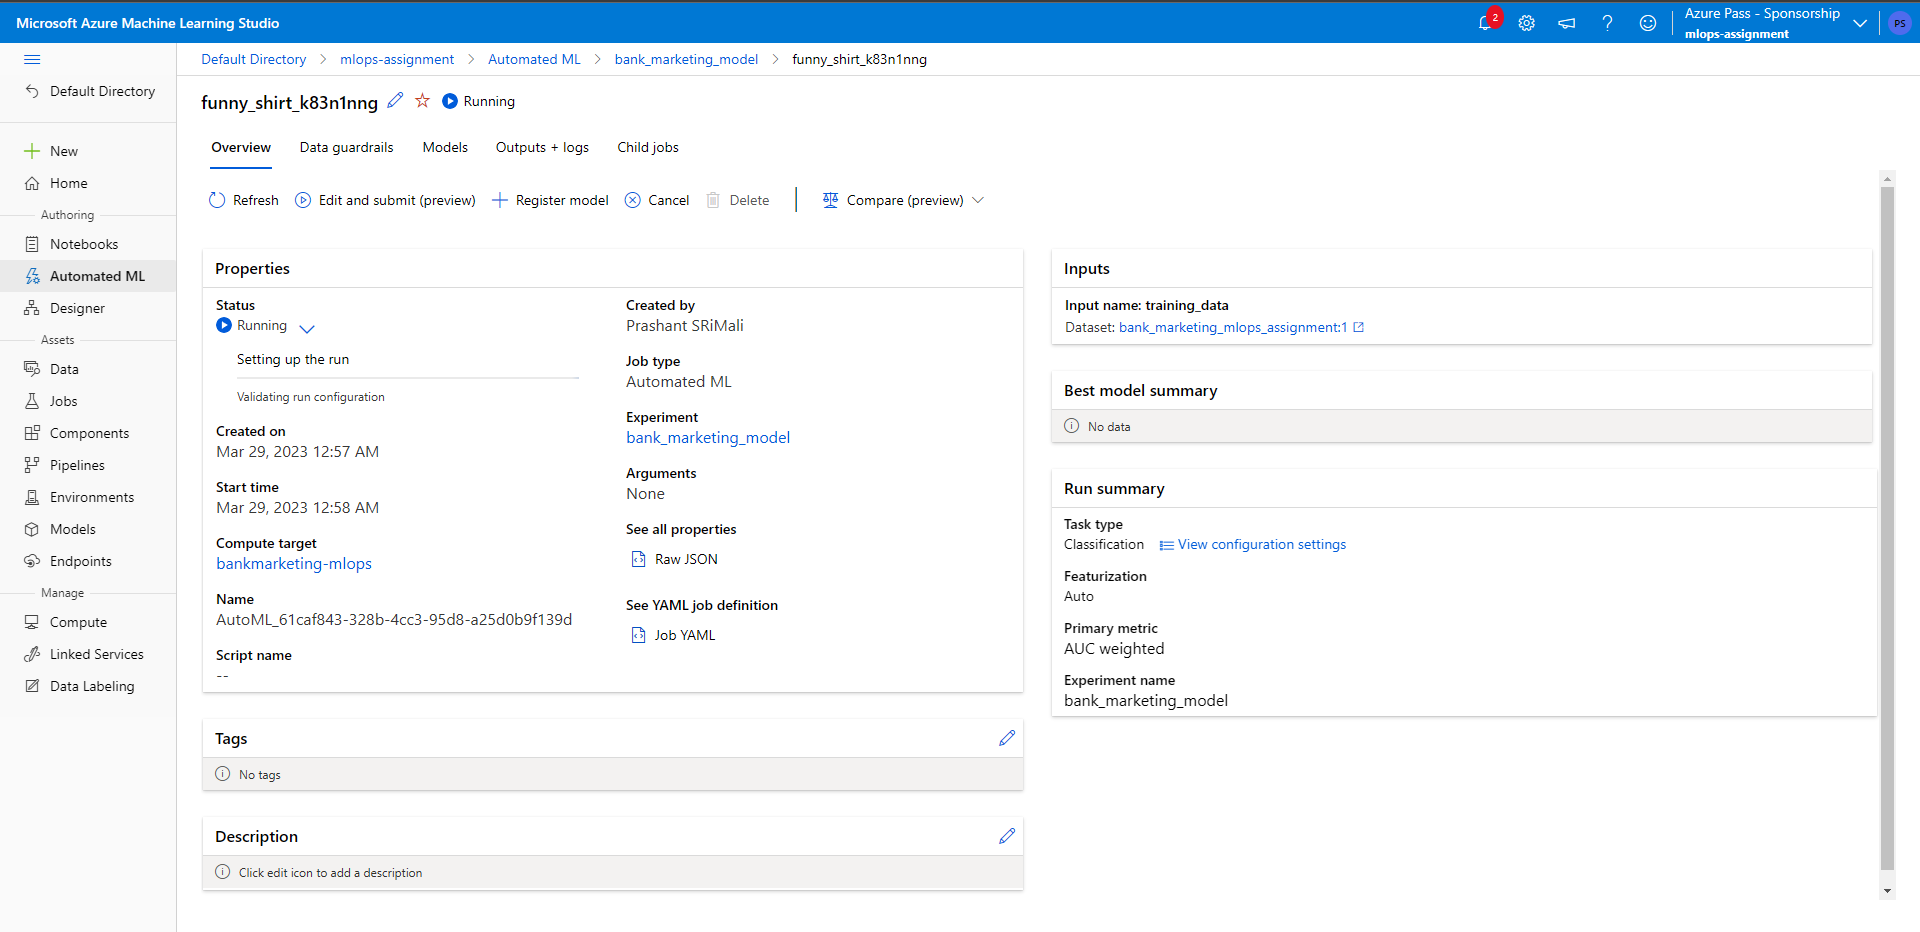 Microsoft Azure Machine Learning Studio
2
?
Azure Pass - Sponsorship
mlops-assignment
PS
Default Directory
New
Home
Authoring
Notebooks
Automated ML
Designer
Assets
Data
Jobs
Components
Pipelines
Environments
Models
Endpoints
Manage
Compute
Linked Services
Data Labeling
Default Directory > mlops-assignment > Automated ML > bank_marketing_model > funny_shirt_k83n1nng
funny_shirt_k83n1nng Running
Overview Data guardrails Models Outputs + logs Child jobs
Refresh Edit and submit (preview) Register model Cancel Delete Compare (preview)
Properties
Status
Running
Setting up the run
Validating run configuration
Created on
Mar 29, 2023 12:57 AM
Start time
Mar 29, 2023 12:58 AM
Compute target
bankmarketing-mlops
Name
AutoML_61caf843-328b-4cc3-95d8-a25d0b9f139d
Script name
--
Created by
Prashant SRiMali
Job type
Automated ML
Experiment
bank_marketing_model
Arguments
None
See all properties
Raw JSON
See YAML job definition
Job YAML
Tags
No tags
Description
Click edit icon to add a description
Inputs
Input name: training_data
Dataset: bank_marketing_mlops_assignment:1
Best model summary
No data
Run summary
Task type
Classification View configuration settings
Featurization
Auto
Primary metric
AUC weighted
Experiment name
bank_marketing_model